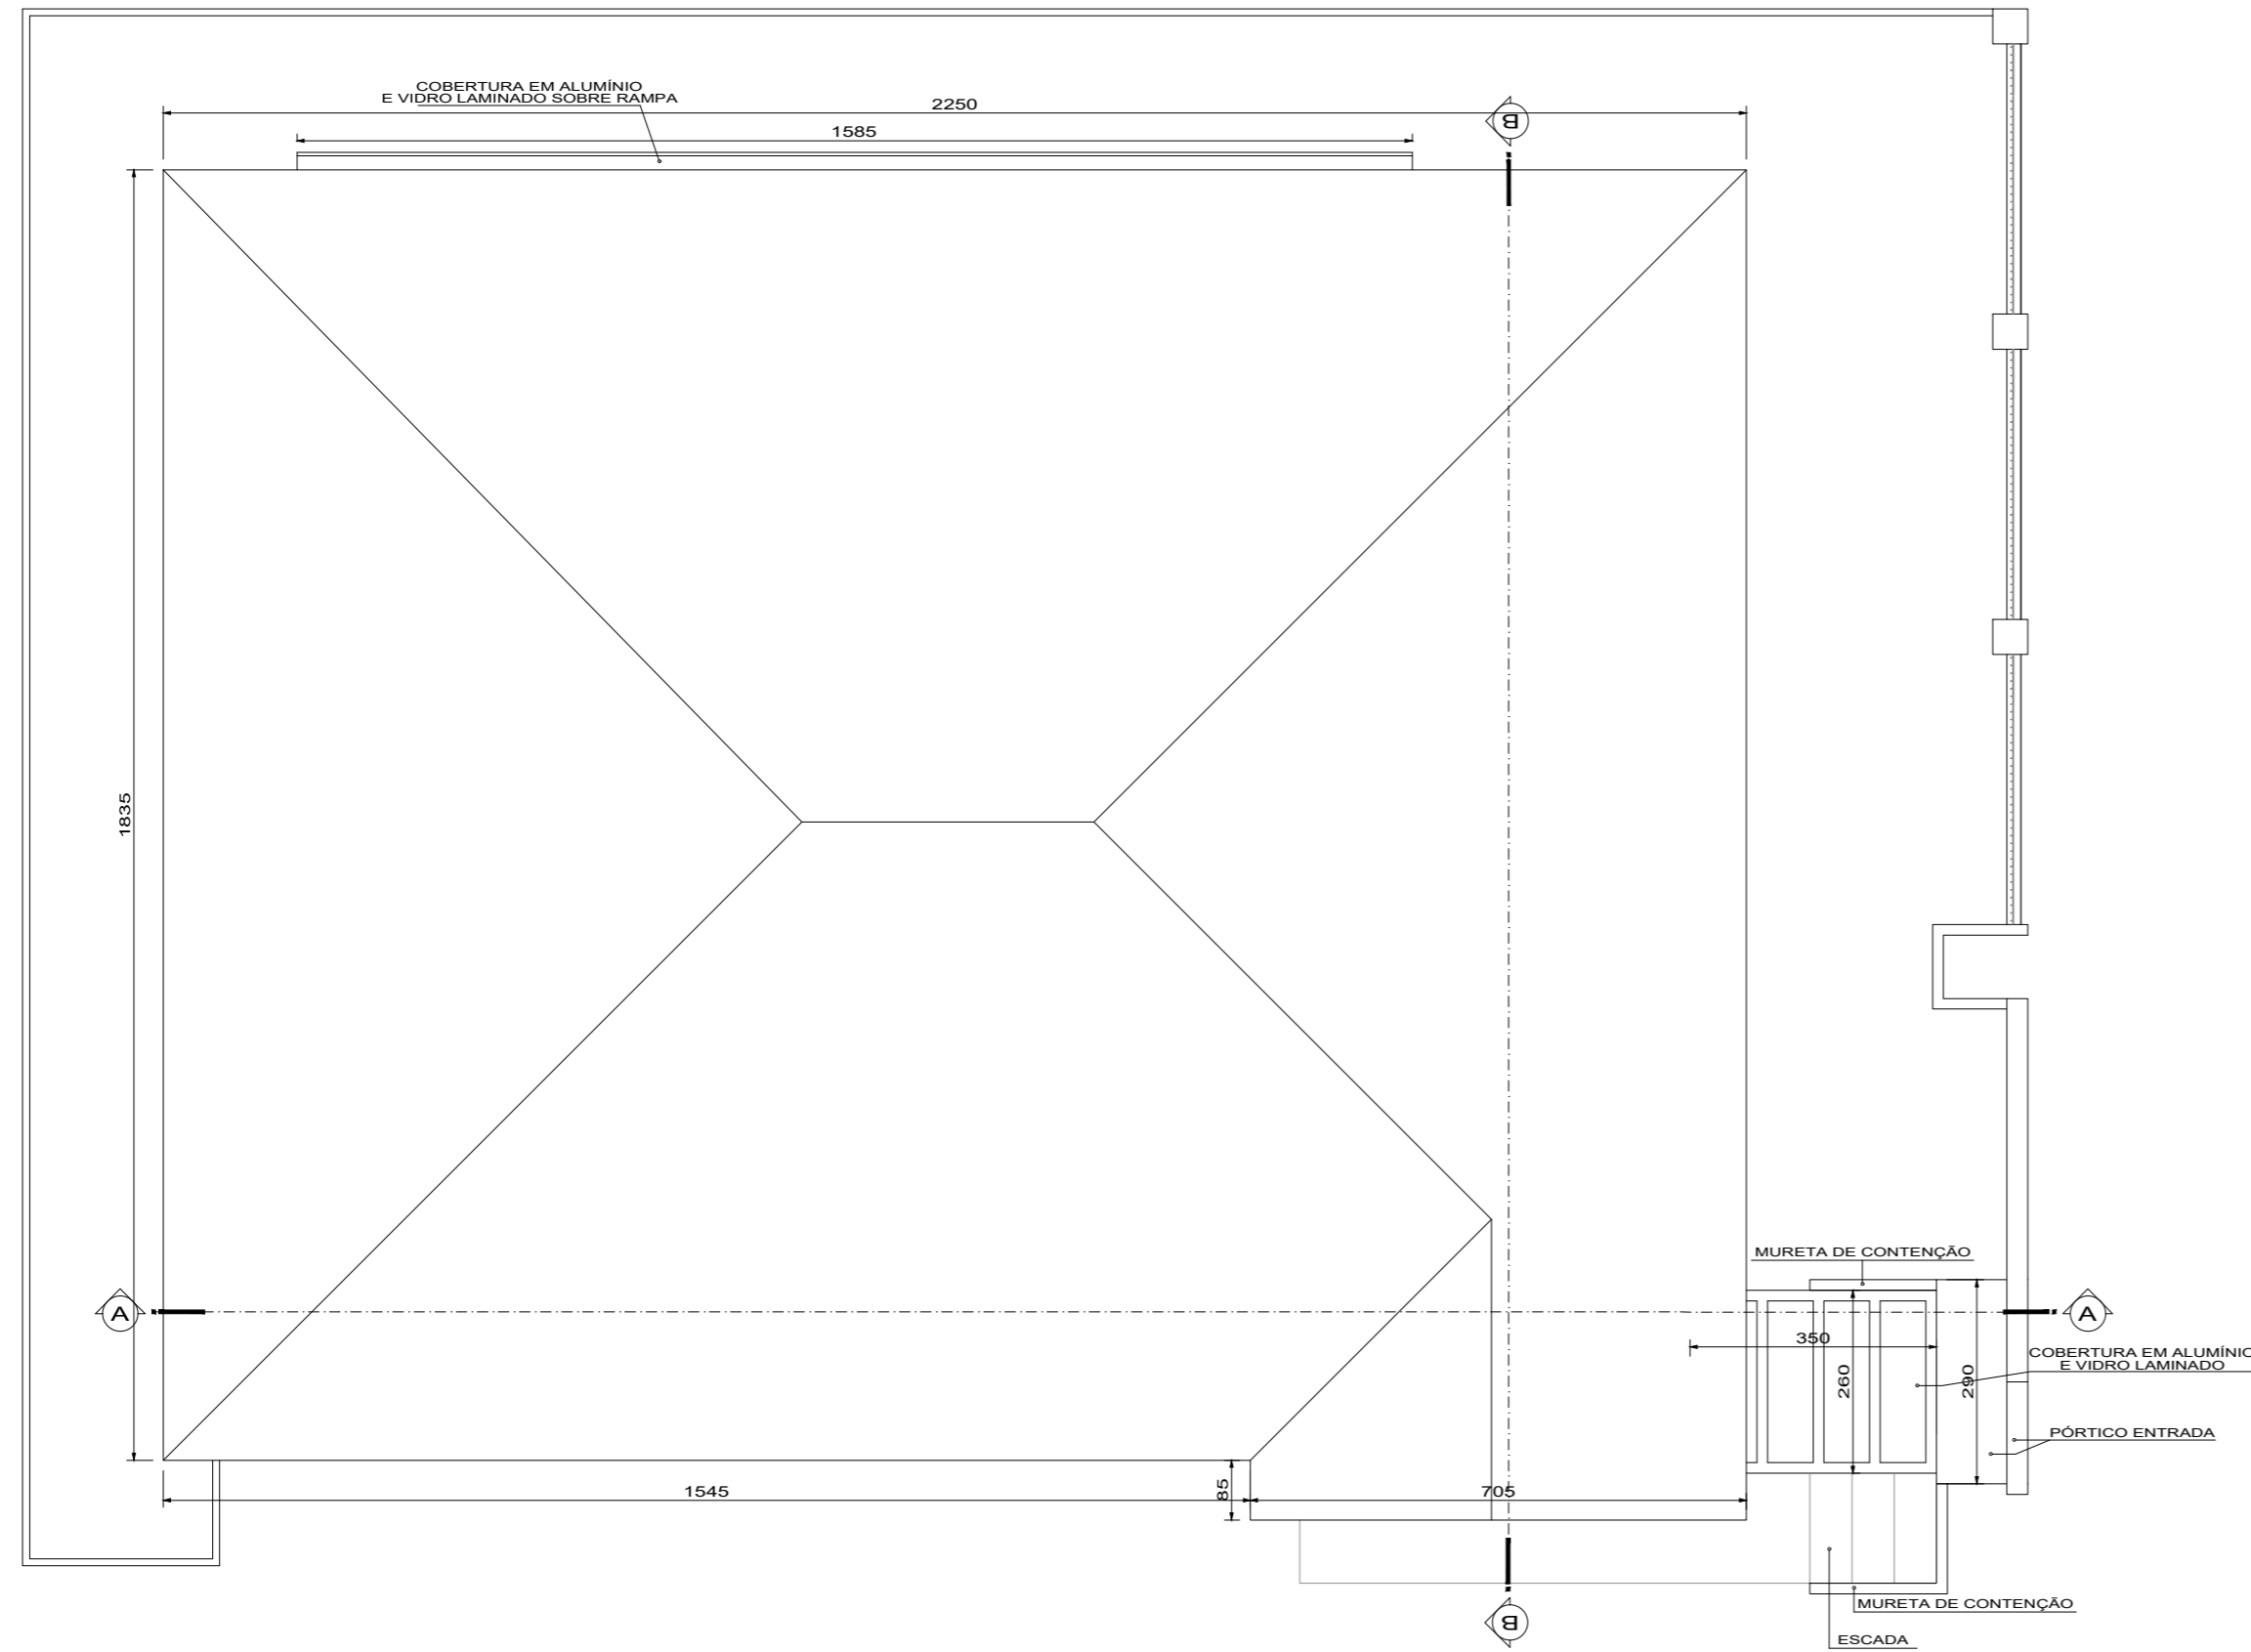 COBERTURA EM ALUMÍNIO
E VIDRO LAMINADO SOBRE RAMPA
2250
B
1585
1835
MURETA DE CONTENÇÃO
A
A
350
COBERTURA EM ALUMÍNIO
E VIDRO LAMINADO
260
290
PÓRTICO ENTRADA
1545
85
705
MURETA DE CONTENÇÃO
B
ESCADA